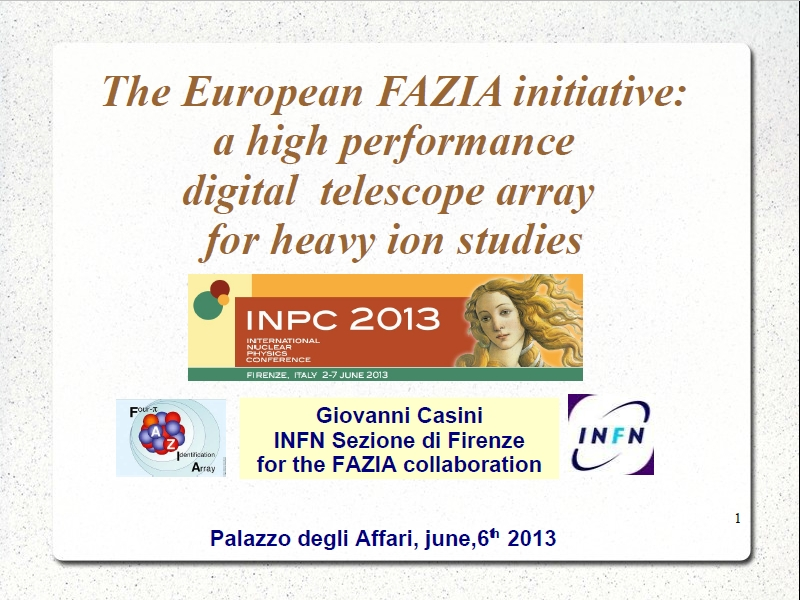 The European FAZIA initiative:
a high performance
digital telescope array
for heavy ion studies
INPC 2013
INTERNATIONAL
NUCLEAR
PHYSICS
CONFERENCE
FIRENZE, ITALY 2-7 JUNE 2013
Four-π
A
Z
Identification
Array
Giovanni Casini
INFN Sezione di Firenze
for the FAZIA collaboration
INFN
1
Palazzo degli Affari, june,6th 2013